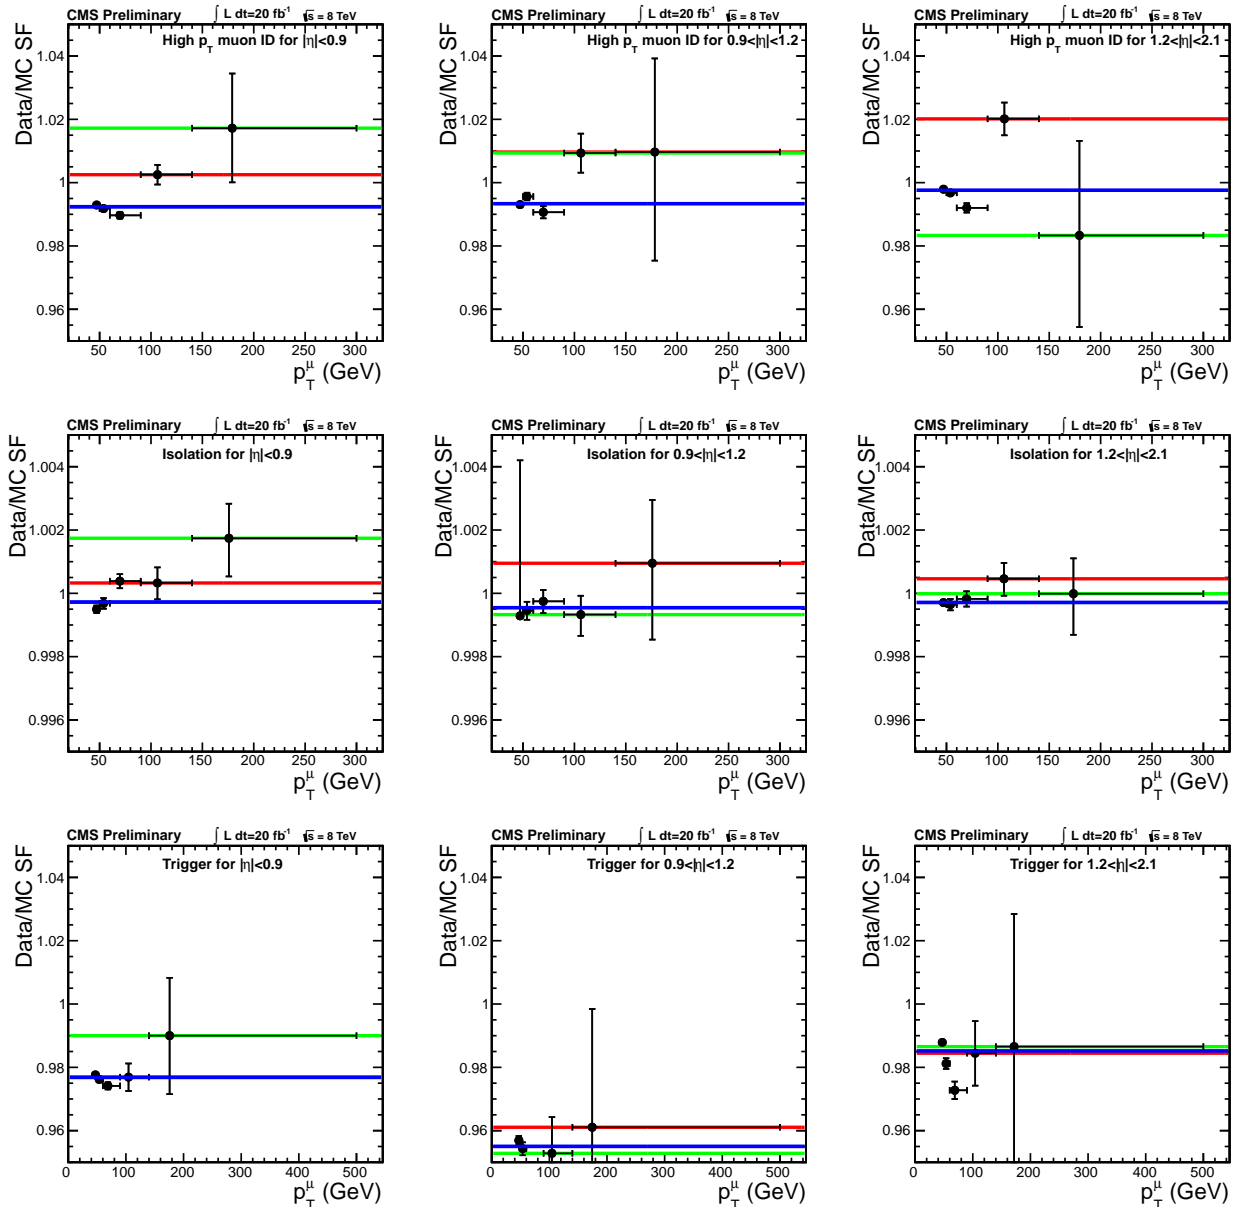 CMS Preliminary ∫ L dt=20 fb⁻¹ √s = 8 TeV
High p_T muon ID for |η|<0.9
Data/MC SF
1.04
1.02
1
0.98
0.96
50 100 150 200 250 300
p_T^μ (GeV)
CMS Preliminary ∫ L dt=20 fb⁻¹ √s = 8 TeV
High p_T muon ID for 0.9<|η|<1.2
Data/MC SF
1.04
1.02
1
0.98
0.96
50 100 150 200 250 300
p_T^μ (GeV)
CMS Preliminary ∫ L dt=20 fb⁻¹ √s = 8 TeV
High p_T muon ID for 1.2<|η|<2.1
Data/MC SF
1.04
1.02
1
0.98
0.96
50 100 150 200 250 300
p_T^μ (GeV)
CMS Preliminary ∫ L dt=20 fb⁻¹ √s = 8 TeV
Isolation for |η|<0.9
Data/MC SF
1.004
1.002
1
0.998
0.996
50 100 150 200 250 300
p_T^μ (GeV)
CMS Preliminary ∫ L dt=20 fb⁻¹ √s = 8 TeV
Isolation for 0.9<|η|<1.2
Data/MC SF
1.004
1.002
1
0.998
0.996
50 100 150 200 250 300
p_T^μ (GeV)
CMS Preliminary ∫ L dt=20 fb⁻¹ √s = 8 TeV
Isolation for 1.2<|η|<2.1
Data/MC SF
1.004
1.002
1
0.998
0.996
50 100 150 200 250 300
p_T^μ (GeV)
CMS Preliminary ∫ L dt=20 fb⁻¹ √s = 8 TeV
Trigger for |η|<0.9
Data/MC SF
1.04
1.02
1
0.98
0.96
0 100 200 300 400 500
p_T^μ (GeV)
CMS Preliminary ∫ L dt=20 fb⁻¹ √s = 8 TeV
Trigger for 0.9<|η|<1.2
Data/MC SF
1.04
1.02
1
0.98
0.96
0 100 200 300 400 500
p_T^μ (GeV)
CMS Preliminary ∫ L dt=20 fb⁻¹ √s = 8 TeV
Trigger for 1.2<|η|<2.1
Data/MC SF
1.04
1.02
1
0.98
0.96
0 100 200 300 400 500
p_T^μ (GeV)